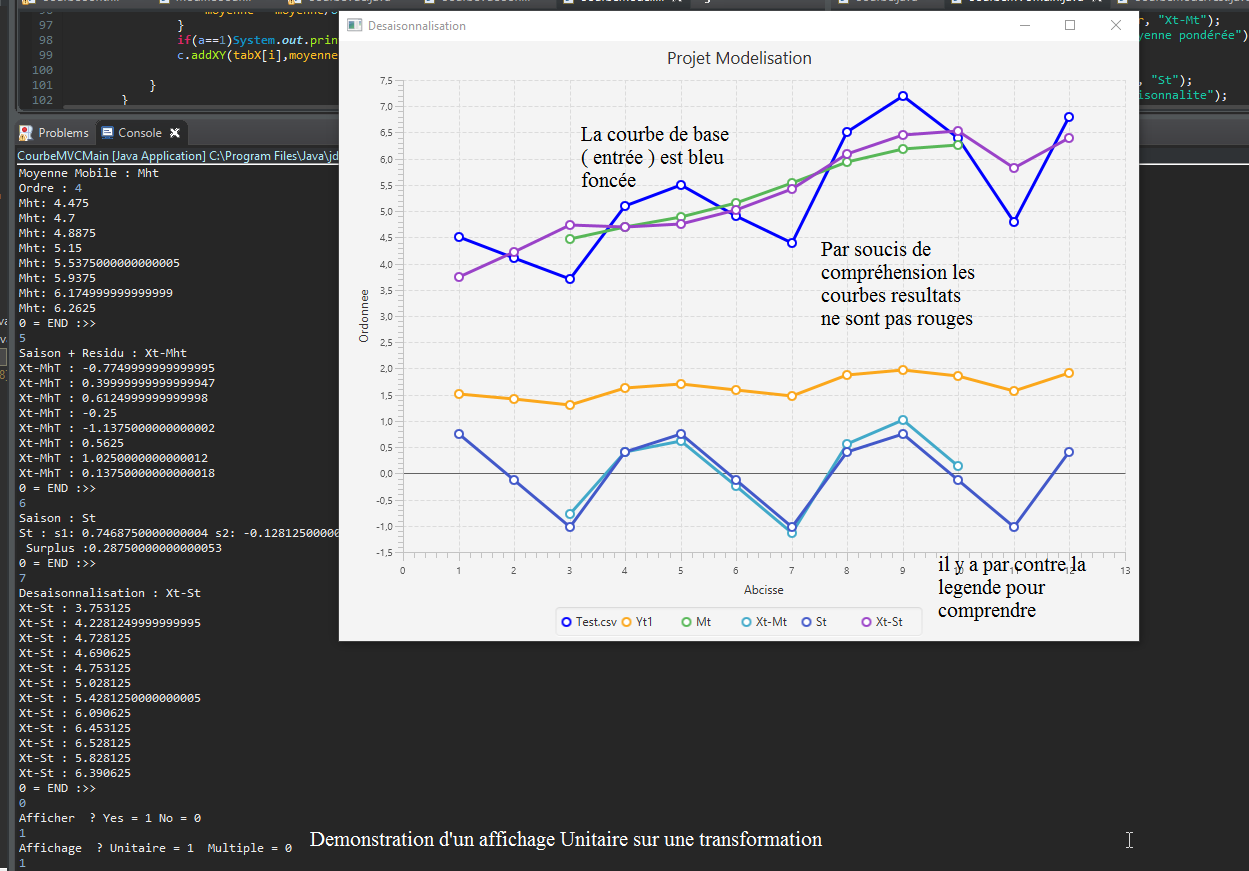 97 }
98 if(a==1)System.out.prin
99 c.addXY(tabX[i],moyenne
100
101 }
102 }
, "Xt-Mt");
yenne pondérée")
, "St");
isonnalite");
Problems Console
CourbeMVCMain [Java Application] C:\Program Files\Java\jd
Moyenne Mobile : Mht
Ordre : 4
Mht: 4.475
Mht: 4.7
Mht: 4.8875
Mht: 5.15
Mht: 5.5375000000000005
Mht: 5.9375
Mht: 6.174999999999999
Mht: 6.2625
0 = END :>>
5
Saison + Residu : Xt-Mht
Xt-MhT : -0.7749999999999995
Xt-MhT : 0.39999999999999947
Xt-MhT : 0.6124999999999998
Xt-MhT : -0.25
Xt-MhT : -1.1375000000000002
Xt-MhT : 0.5625
Xt-MhT : 1.0250000000000012
Xt-MhT : 0.13750000000000018
0 = END :>>
6
Saison : St
St : s1: 0.7468750000000004 s2: -0.1281250000
Surplus :0.28750000000000053
0 = END :>>
7
Desaisonnalisation : Xt-St
Xt-St : 3.753125
Xt-St : 4.2281249999999995
Xt-St : 4.728125
Xt-St : 4.690625
Xt-St : 4.753125
Xt-St : 5.028125
Xt-St : 5.4281250000000005
Xt-St : 6.090625
Xt-St : 6.453125
Xt-St : 6.528125
Xt-St : 5.828125
Xt-St : 6.390625
0 = END :>>
0
Afficher ? Yes = 1 No = 0
1
Affichage ? Unitaire = 1 Multiple = 0
1
Desaisonnalisation
Projet Modelisation
7,5
7,0
6,5
6,0
5,5
5,0
4,5
4,0
3,5
3,0
2,5
2,0
1,5
1,0
0,5
0,0
-0,5
-1,0
-1,5
Ordonnee
La courbe de base
( entrée ) est bleu
foncée
Par soucis de
compréhension les
courbes resultats
ne sont pas rouges
0 1 2 3 4 5 6 7 8 9 10 11 12 13
Abcisse
il y a par contre la
legende pour
comprendre
Test.csv Yt1 Mt Xt-Mt St Xt-St
Demonstration d'un affichage Unitaire sur une transformation